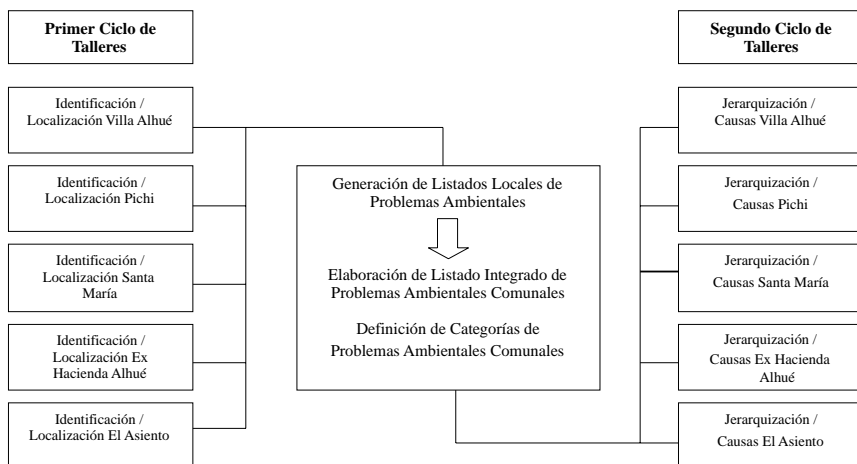 Primer Ciclo de
Talleres
Identificación /
Localización Villa Alhué
Identificación /
Localización Pichi
Identificación /
Localización Santa
María
Identificación /
Localización Ex
Hacienda Alhué
Identificación /
Localización El Asiento
Generación de Listados Locales de
Problemas Ambientales
Elaboración de Listado Integrado de
Problemas Ambientales Comunales
Definición de Categorías de
Problemas Ambientales Comunales
Segundo Ciclo de
Talleres
Jerarquización /
Causas Villa Alhué
Jerarquización /
Causas Pichi
Jerarquización /
Causas Santa María
Jerarquización /
Causas Ex Hacienda
Alhué
Jerarquización /
Causas El Asiento